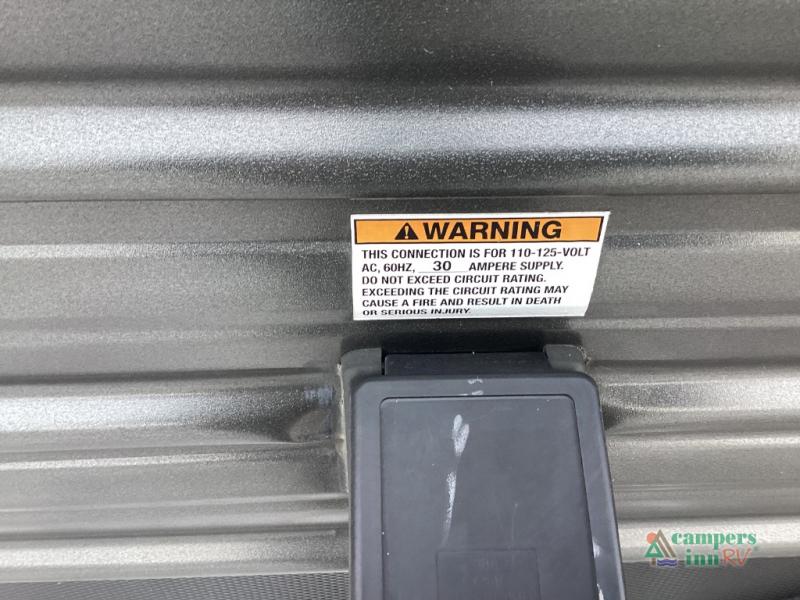 WARNING
THIS CONNECTION IS FOR 110-125-VOLT
AC, 60HZ, 30 AMPERE SUPPLY.
DO NOT EXCEED CIRCUIT RATING.
EXCEEDING THE CIRCUIT RATING MAY
CAUSE A FIRE AND RESULT IN DEATH
OR SERIOUS INJURY.
campers
inn RV